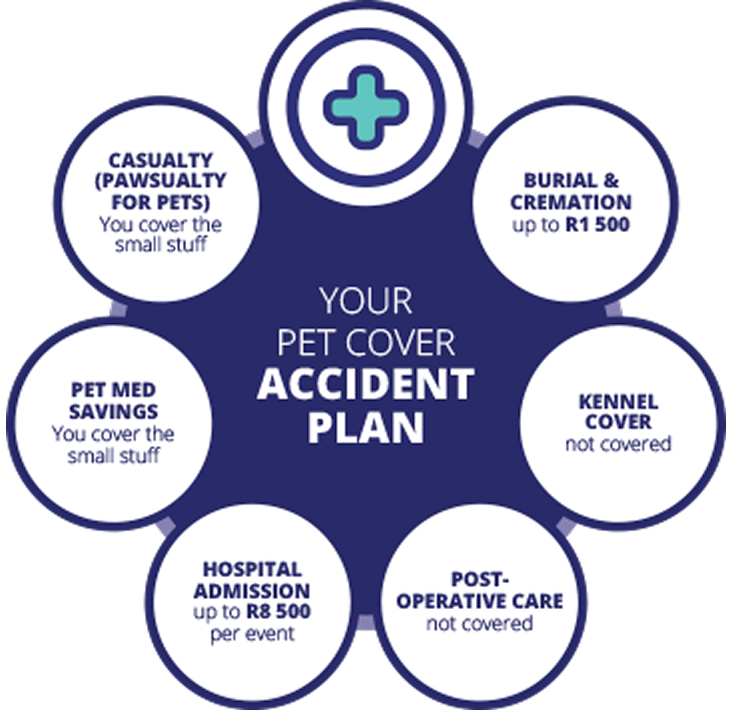 YOUR
PET COVER
ACCIDENT
PLAN
BURIAL &
CREMATION
up to R1 500
KENNEL
COVER
not covered
POST-
OPERATIVE CARE
not covered
HOSPITAL
ADMISSION
up to R8 500
per event
PET MED
SAVINGS
You cover the
small stuff
CASUALTY
(PAWSUALTY
FOR PETS)
You cover the
small stuff